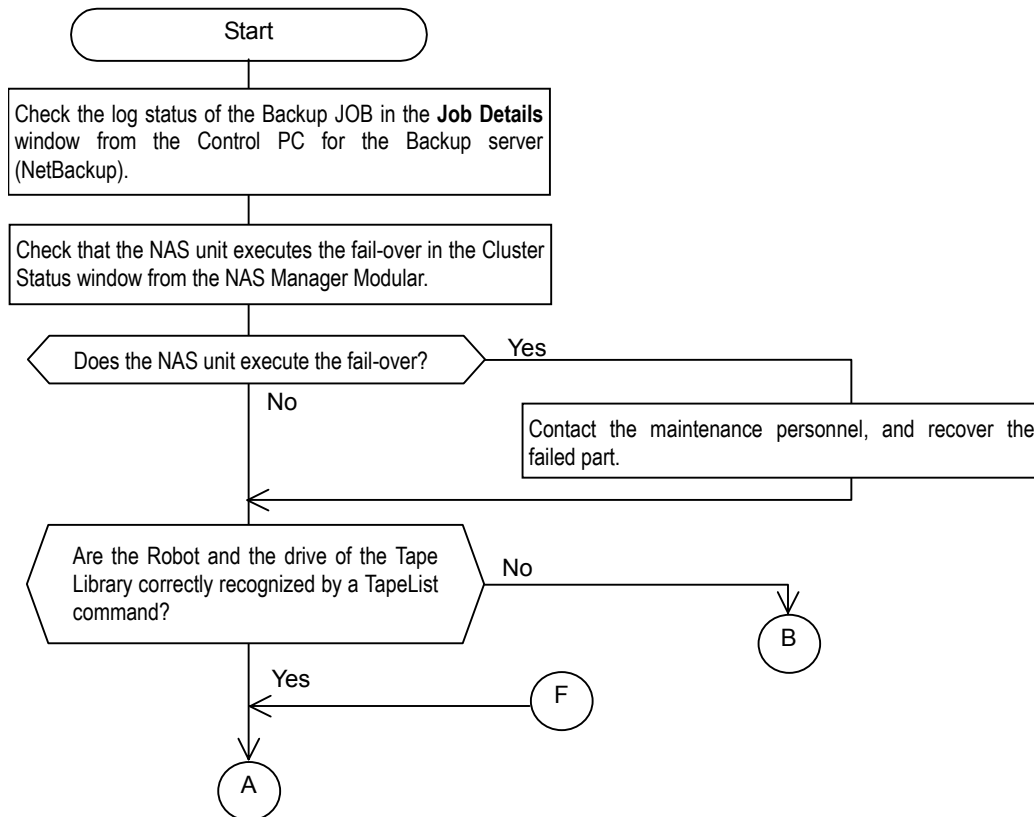 Start
Check the log status of the Backup JOB in the Job Details
window from the Control PC for the Backup server
(NetBackup).
Check that the NAS unit executes the fail-over in the Cluster
Status window from the NAS Manager Modular.
Does the NAS unit execute the fail-over?
Yes
No
Contact the maintenance personnel, and recover the
failed part.
Are the Robot and the drive of the Tape
Library correctly recognized by a TapeList
command?
No
B
Yes
F
A